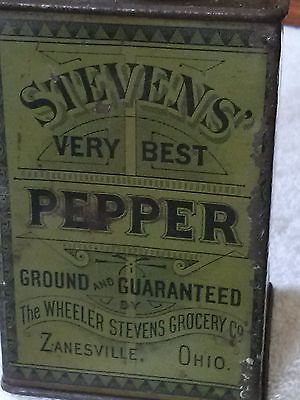 STEVENS'
VERY BEST
PEPPER
GROUND AND GUARANTEED
BY
The WHEELER STEVENS GROCERY CO
ZANESVILLE. OHIO.